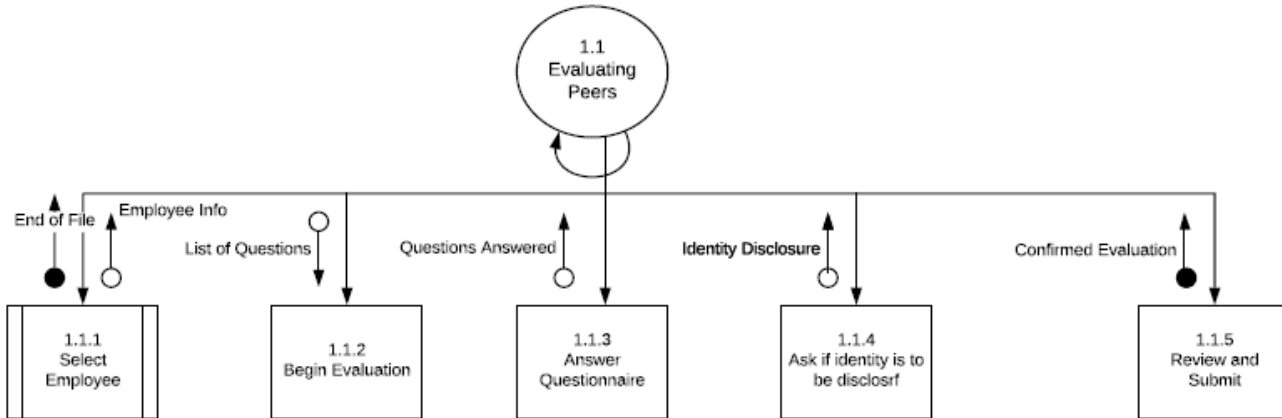 1.1
Evaluating
Peers
End of File
Employee Info
List of Questions
Questions Answered
Identity Disclosure
Confirmed Evaluation
1.1.1
Select
Employee
1.1.2
Begin Evaluation
1.1.3
Answer
Questionnaire
1.1.4
Ask if identity is to
be disclosrf
1.1.5
Review and
Submit